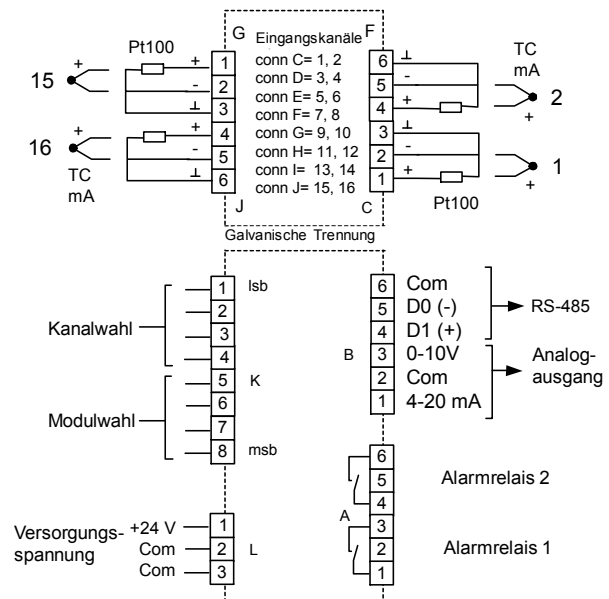 G Eingangskanäle F
Pt100
conn C= 1, 2
conn D= 3, 4
conn E= 5, 6
conn F= 7, 8
conn G= 9, 10
conn H= 11, 12
conn I= 13, 14
conn J= 15, 16
15 + + 1
- 2
⊥ 3
16 + + 4
- 5
⊥ 6
TC
mA
J
6 ⊥
5 -
4 +
3 ⊥
2 -
1 +
TC
mA
2
+
1
+
Pt100
C
Galvanische Trennung
Kanalwahl
Modulwahl
1 lsb
2
3
4
5 K
6
7
8 msb
B
6 Com
5 D0 (-)
4 D1 (+)
3 0-10V
2 Com
1 4-20 mA
RS-485
Analog-
ausgang
A
6
5
4
3
2
1
Alarmrelais 2
Alarmrelais 1
Versorgungs-
spannung
+24 V 1
Com 2 L
Com 3